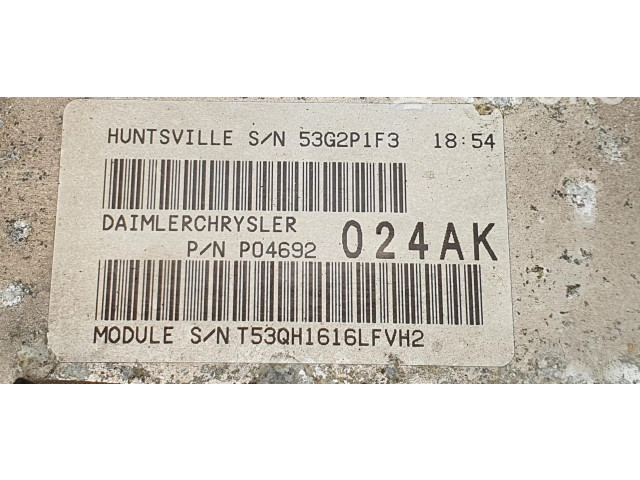 HUNTSVILLE S/N 53G2P1F3 18:54
DAIMLERCHRYSLER
P/N P04692 024AK
MODULE S/N T53QH1616LFVH2